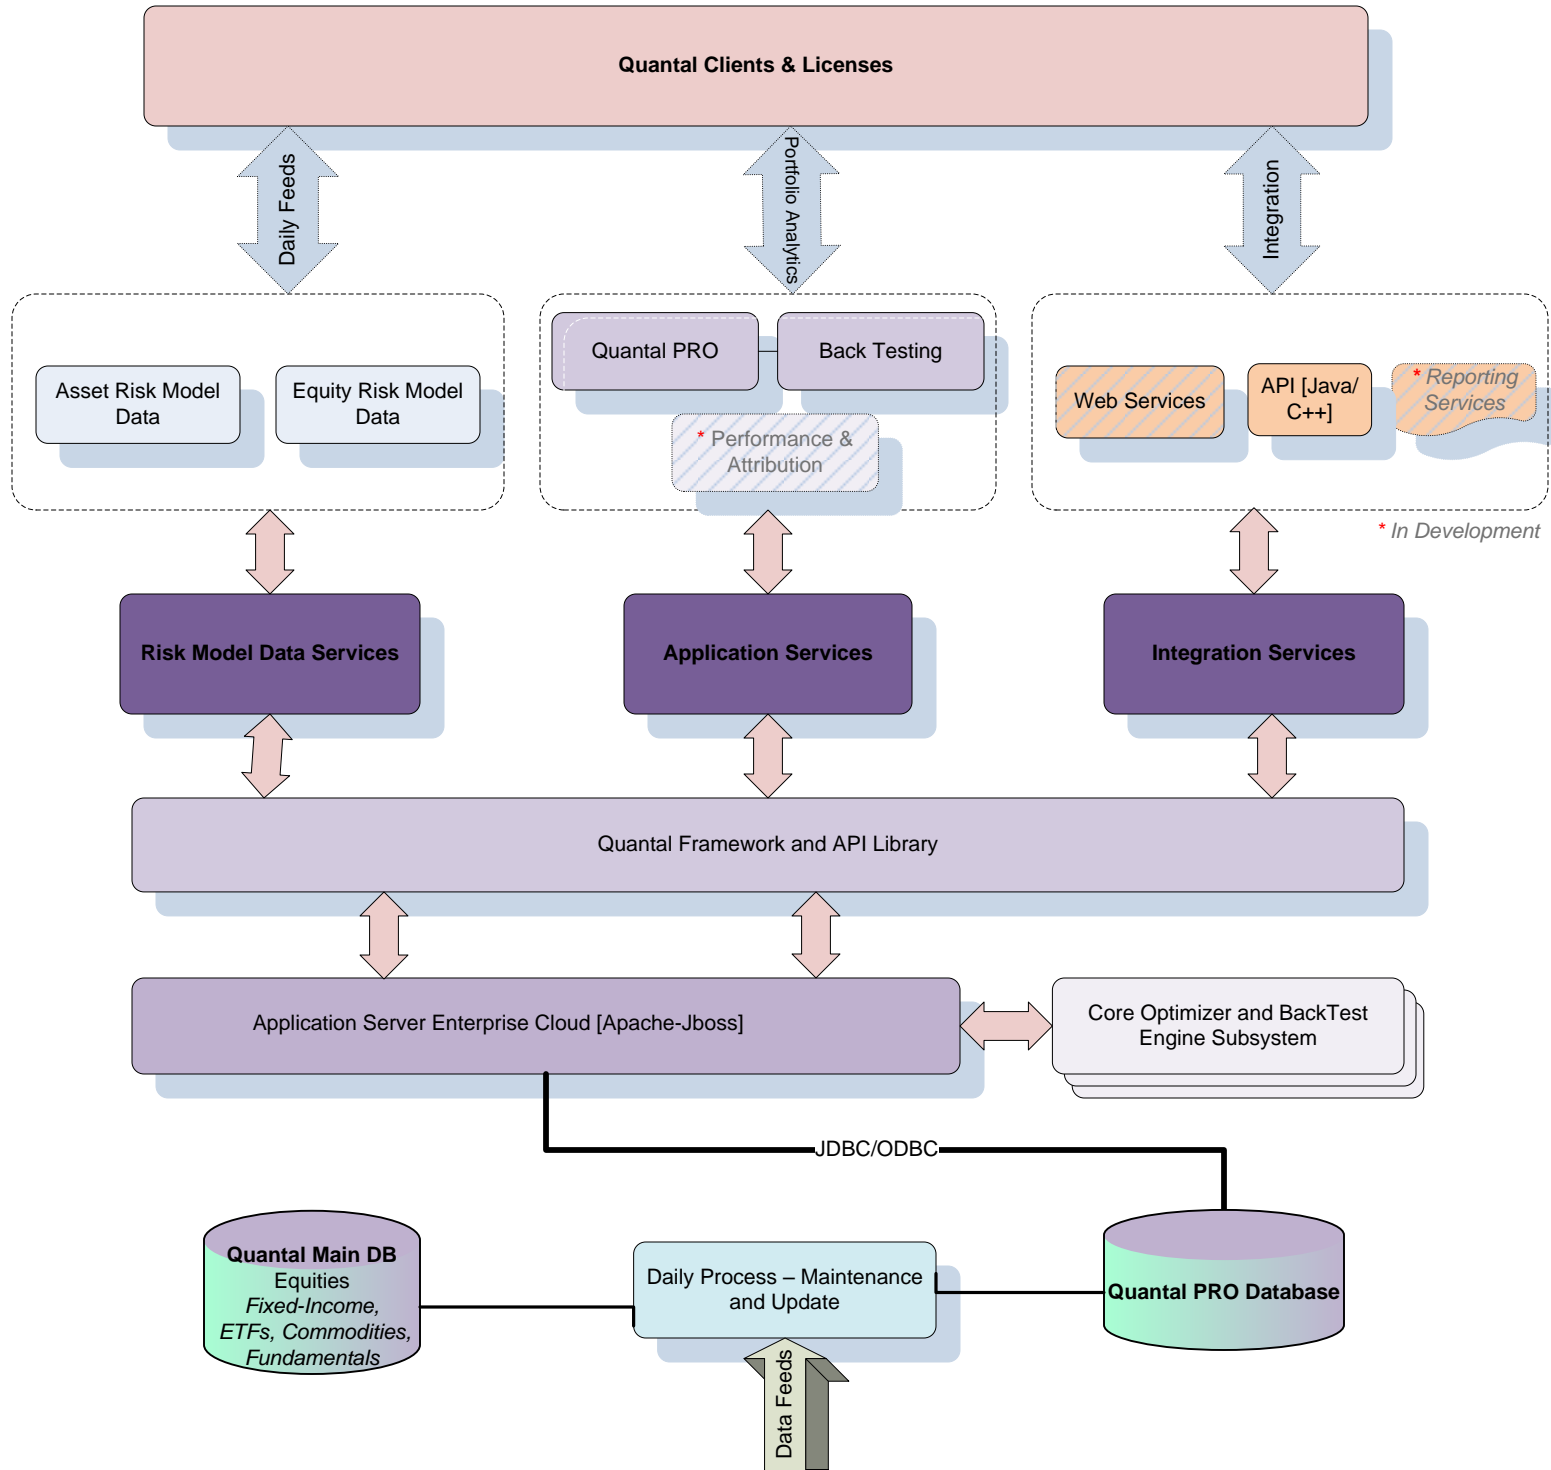 Quantal Clients & Licenses
Daily Feeds
Portfolio Analytics
Integration
Asset Risk Model
Data
Equity Risk Model
Data
Quantal PRO
Back Testing
* Performance &
Attribution
Web Services
API [Java/
C++]
* Reporting
Services
* In Development
Risk Model Data Services
Application Services
Integration Services
Quantal Framework and API Library
Application Server Enterprise Cloud [Apache-Jboss]
Core Optimizer and BackTest
Engine Subsystem
JDBC/ODBC
Quantal Main DB
Equities
Fixed-Income,
ETFs, Commodities,
Fundamentals
Daily Process – Maintenance
and Update
Quantal PRO Database
Data Feeds